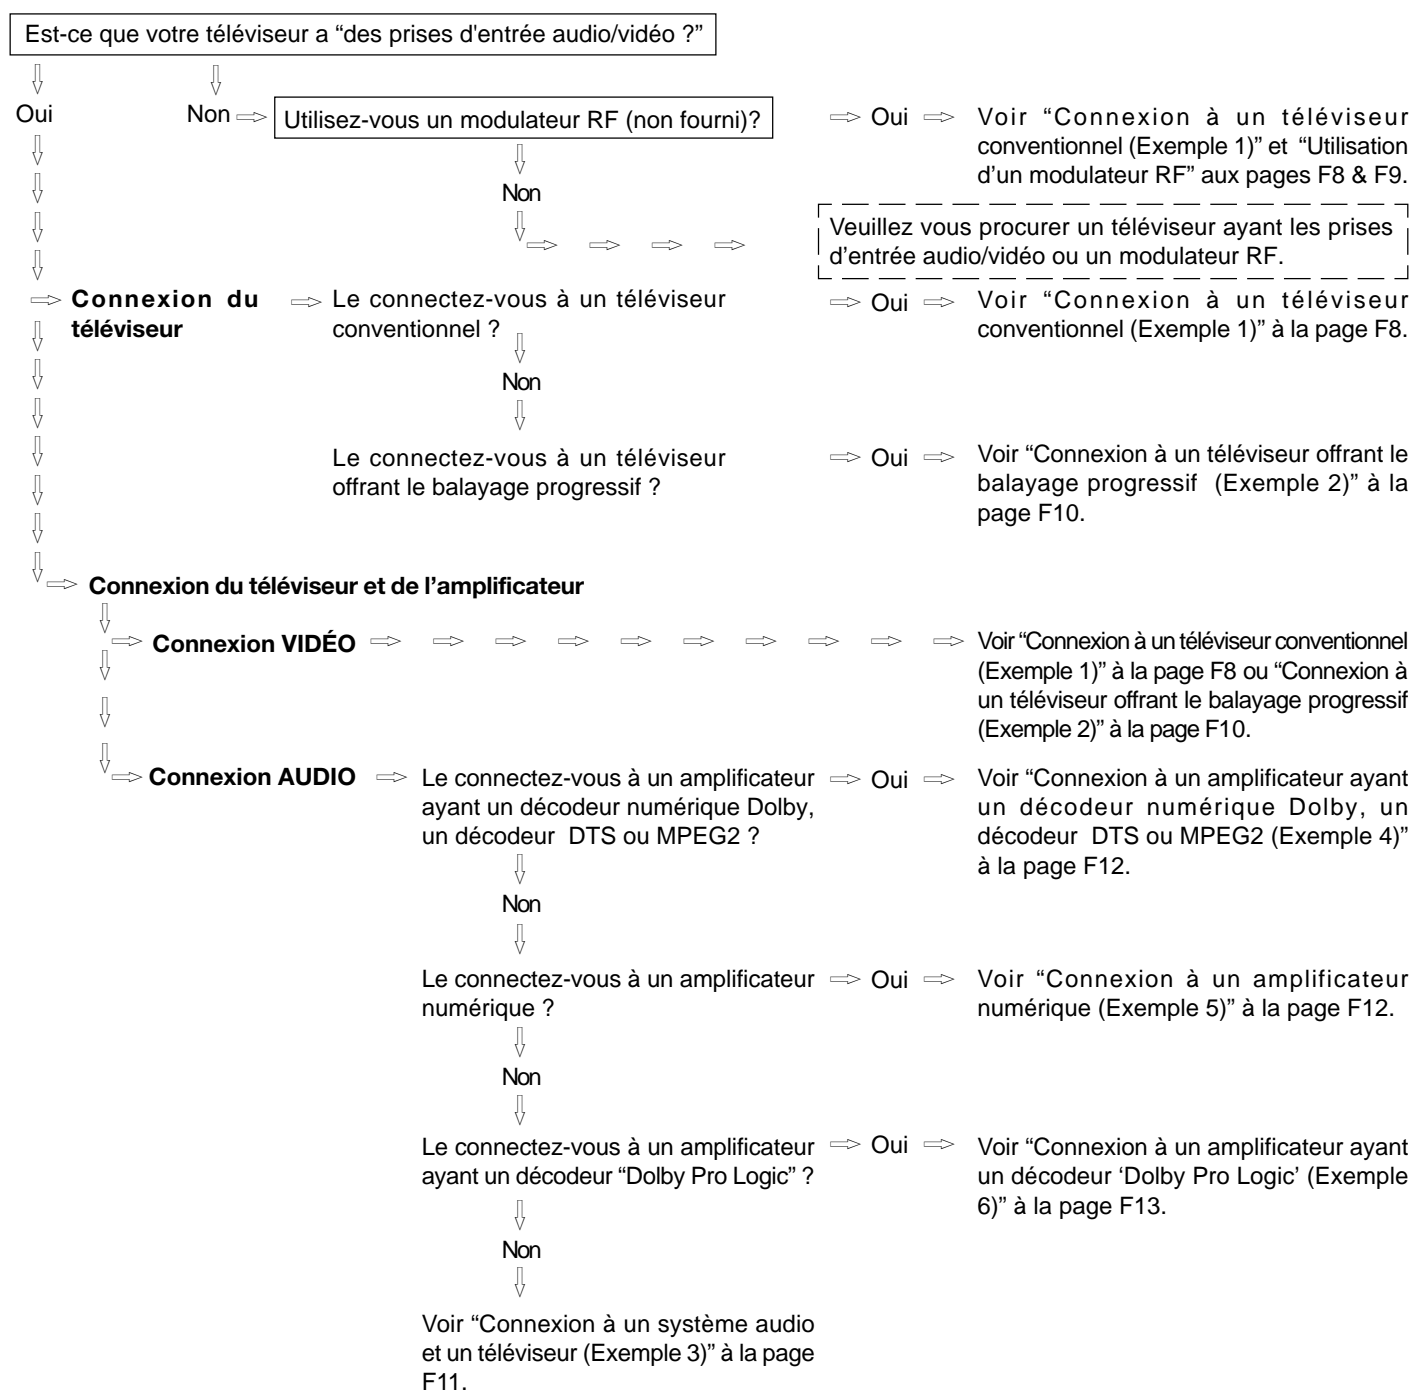 Est-ce que votre téléviseur a “des prises d'entrée audio/vidéo ?”
Oui
Non
Utilisez-vous un modulateur RF (non fourni)?
Oui
Voir “Connexion à un téléviseur
conventionnel (Exemple 1)” et “Utilisation
d’un modulateur RF” aux pages F8 & F9.
Non
Veuillez vous procurer un téléviseur ayant les prises
d’entrée audio/vidéo ou un modulateur RF.
Connexion du
téléviseur
Le connectez-vous à un téléviseur
conventionnel ?
Oui
Voir “Connexion à un téléviseur
conventionnel (Exemple 1)” à la page F8.
Non
Le connectez-vous à un téléviseur
offrant le balayage progressif ?
Oui
Voir “Connexion à un téléviseur offrant le
balayage progressif (Exemple 2)” à la
page F10.
Connexion du téléviseur et de l’amplificateur
Connexion VIDÉO
Voir “Connexion à un téléviseur conventionnel
(Exemple 1)” à la page F8 ou “Connexion à
un téléviseur offrant le balayage progressif
(Exemple 2)” à la page F10.
Connexion AUDIO
Le connectez-vous à un amplificateur
ayant un décodeur numérique Dolby,
un décodeur DTS ou MPEG2 ?
Oui
Voir “Connexion à un amplificateur ayant
un décodeur numérique Dolby, un
décodeur DTS ou MPEG2 (Exemple 4)”
à la page F12.
Non
Le connectez-vous à un amplificateur
numérique ?
Oui
Voir “Connexion à un amplificateur
numérique (Exemple 5)” à la page F12.
Non
Le connectez-vous à un amplificateur
ayant un décodeur “Dolby Pro Logic” ?
Oui
Voir “Connexion à un amplificateur ayant
un décodeur ‘Dolby Pro Logic’ (Exemple
6)” à la page F13.
Non
Voir “Connexion à un système audio
et un téléviseur (Exemple 3)” à la page
F11.